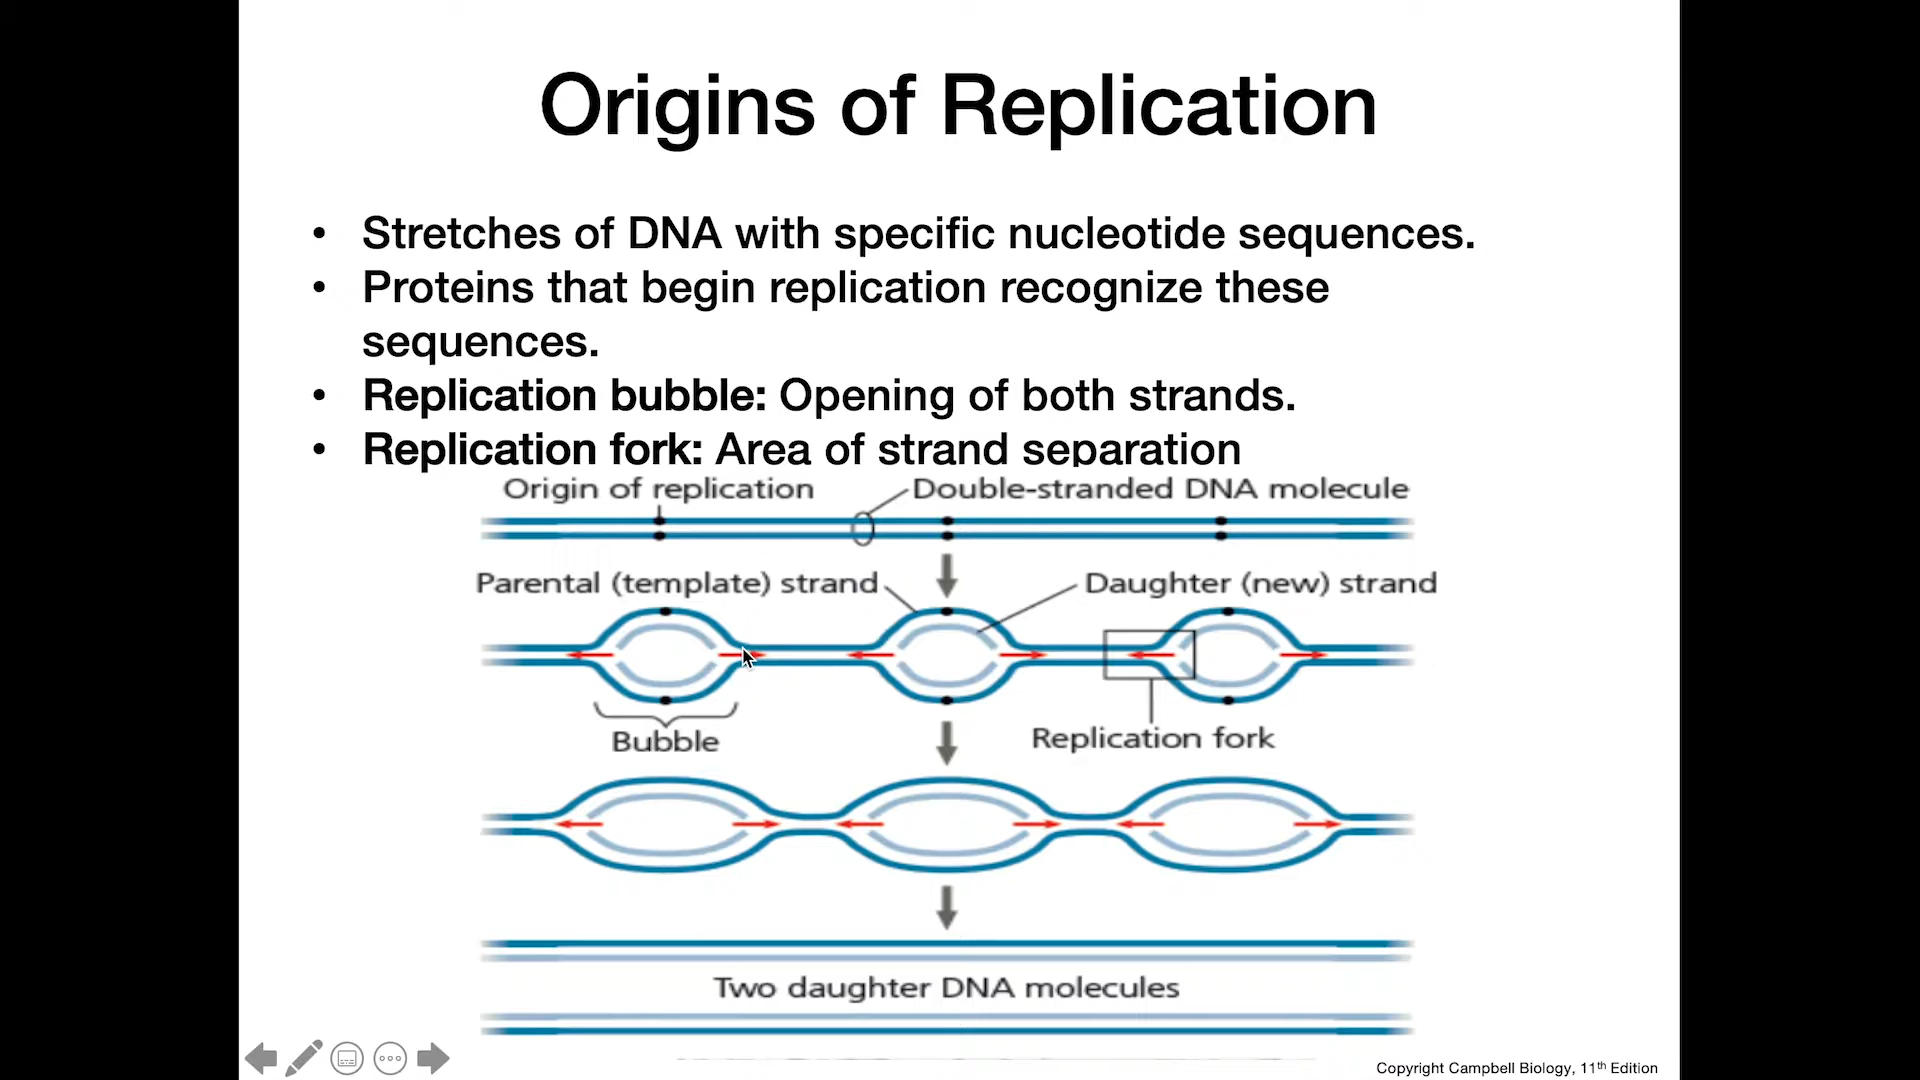 Origins of Replication
• Stretches of DNA with specific nucleotide sequences.
• Proteins that begin replication recognize these
sequences.
• Replication bubble: Opening of both strands.
• Replication fork: Area of strand separation
Origin of replication
Double-stranded DNA molecule
Parental (template) strand
Daughter (new) strand
Bubble
Replication fork
Two daughter DNA molecules
Copyright Campbell Biology, 11th Edition